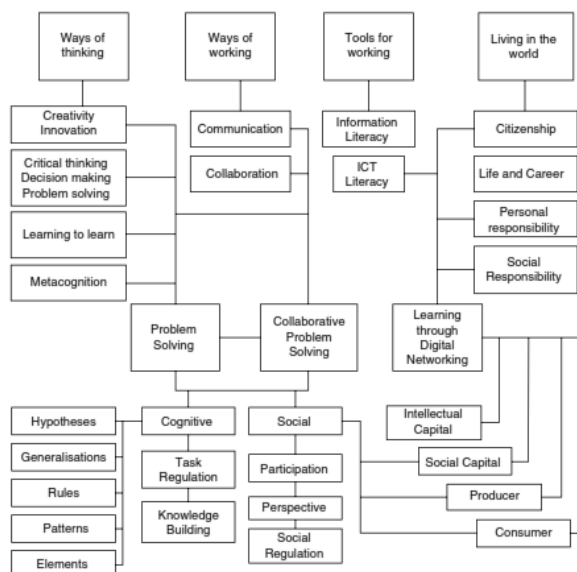 Ways of
thinking
Ways of
working
Tools for
working
Living in the
world
Creativity
Innovation
Communication
Information
Literacy
Citizenship
Critical thinking
Decision making
Problem solving
Collaboration
ICT
Literacy
Life and Career
Learning to learn
Personal
responsibility
Metacognition
Social
Responsibility
Problem
Solving
Collaborative
Problem
Solving
Learning
through
Digital
Networking
Hypotheses
Cognitive
Social
Intellectual
Capital
Generalisations
Task
Regulation
Participation
Social Capital
Rules
Knowledge
Building
Perspective
Producer
Patterns
Social
Regulation
Consumer
Elements